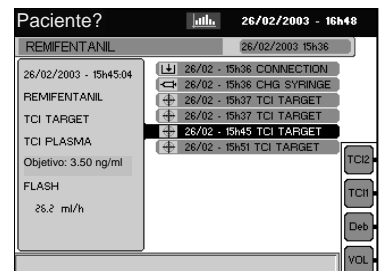 Paciente? 26/02/2003 - 16h48
REMIFENTANIL 26/02/2003 15h36
26/02/2003 - 15h45:04
REMIFENTANIL
TCI TARGET
TCI PLASMA
Objetivo: 3.50 ng/ml
FLASH
26.2 ml/h
26/02 - 15h36 CONNECTION
26/02 - 15h36 CHG SYRINGE
26/02 - 15h37 TCI TARGET
26/02 - 15h37 TCI TARGET
26/02 - 15h45 TCI TARGET
26/02 - 15h51 TCI TARGET
TCI2
TCI1
Deb
VOL